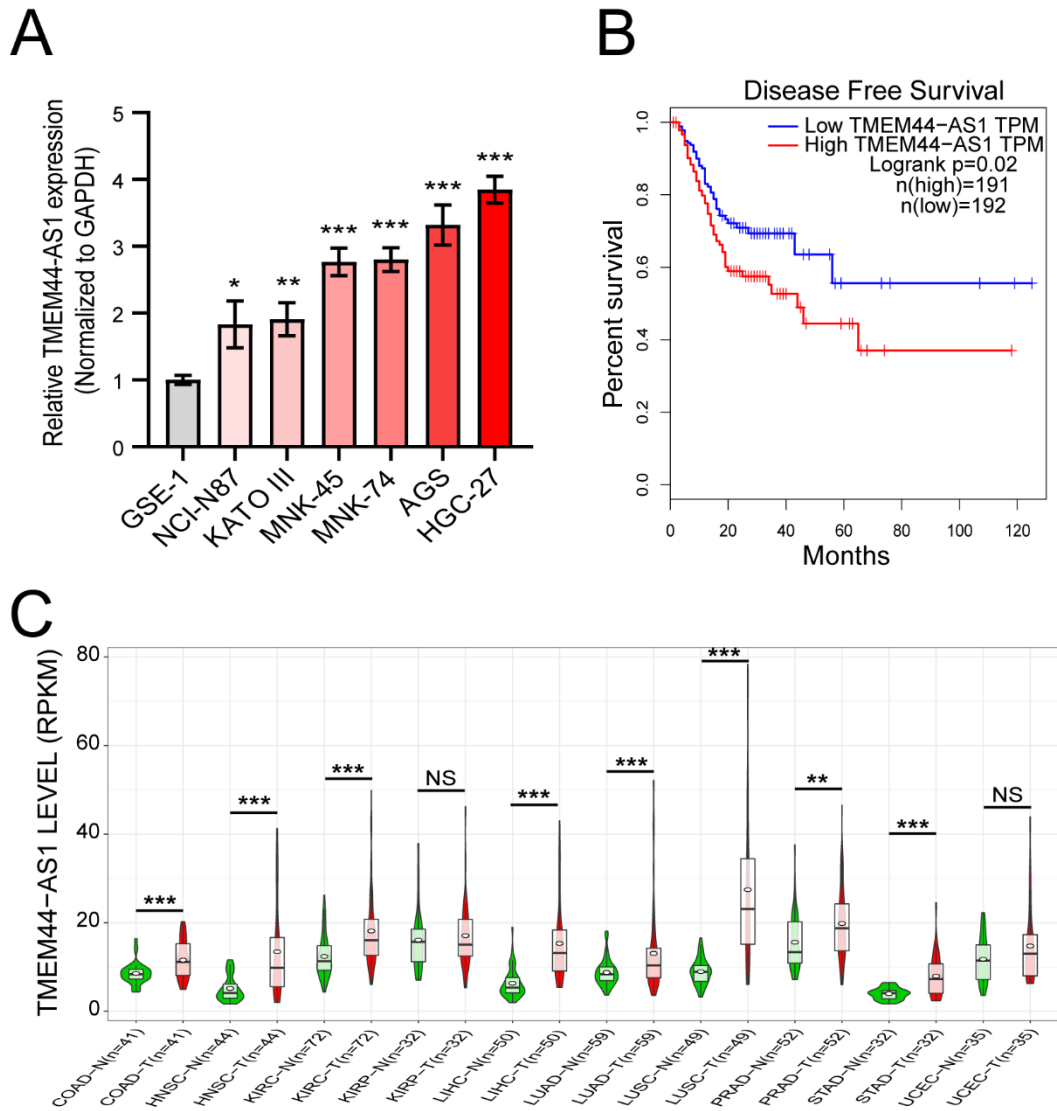 A
Relative TMEM44-AS1 expression
(Normalized to GAPDH)
5
4
3
2
1
0
*
**
***
***
***
***
GSE-1
NCI-N87
KATO III
MNK-45
MNK-74
AGS
HGC-27
B
Disease Free Survival
Low TMEM44-AS1 TPM
High TMEM44-AS1 TPM
Logrank p=0.02
n(high)=191
n(low)=192
Percent survival
1.0
0.8
0.6
0.4
0.2
0.0
0 20 40 60 80 100 120
Months
C
TMEM44-AS1 LEVEL (RPKM)
80
60
40
20
0
***
***
***
NS
***
***
***
**
***
NS
COAD-N(n=41)
COAD-T(n=41)
HNSC-N(n=44)
HNSC-T(n=44)
KIRC-N(n=72)
KIRC-T(n=72)
KIRP-N(n=32)
KIRP-T(n=32)
LIHC-N(n=50)
LIHC-T(n=50)
LUAD-N(n=59)
LUAD-T(n=59)
LUSC-N(n=49)
LUSC-T(n=49)
PRAD-N(n=52)
PRAD-T(n=52)
STAD-N(n=32)
STAD-T(n=32)
UCEC-N(n=35)
UCEC-T(n=35)